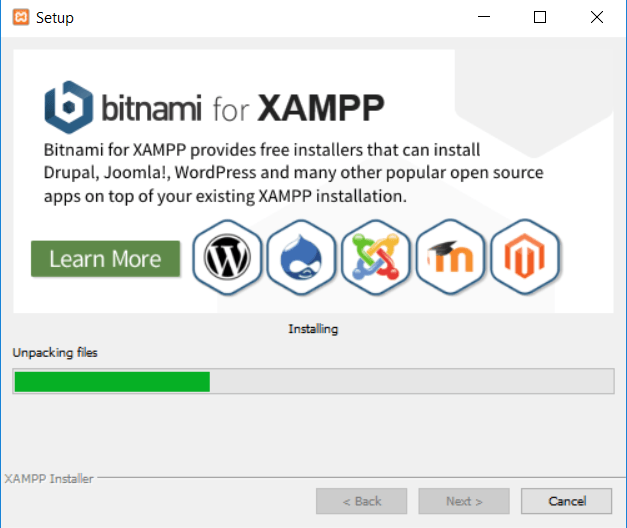 Setup
bitnami for XAMPP
Bitnami for XAMPP provides free installers that can install
Drupal, Joomla!, WordPress and many other popular open source
apps on top of your existing XAMPP installation.
Learn More
Installing
Unpacking files
XAMPP Installer
< Back
Next >
Cancel